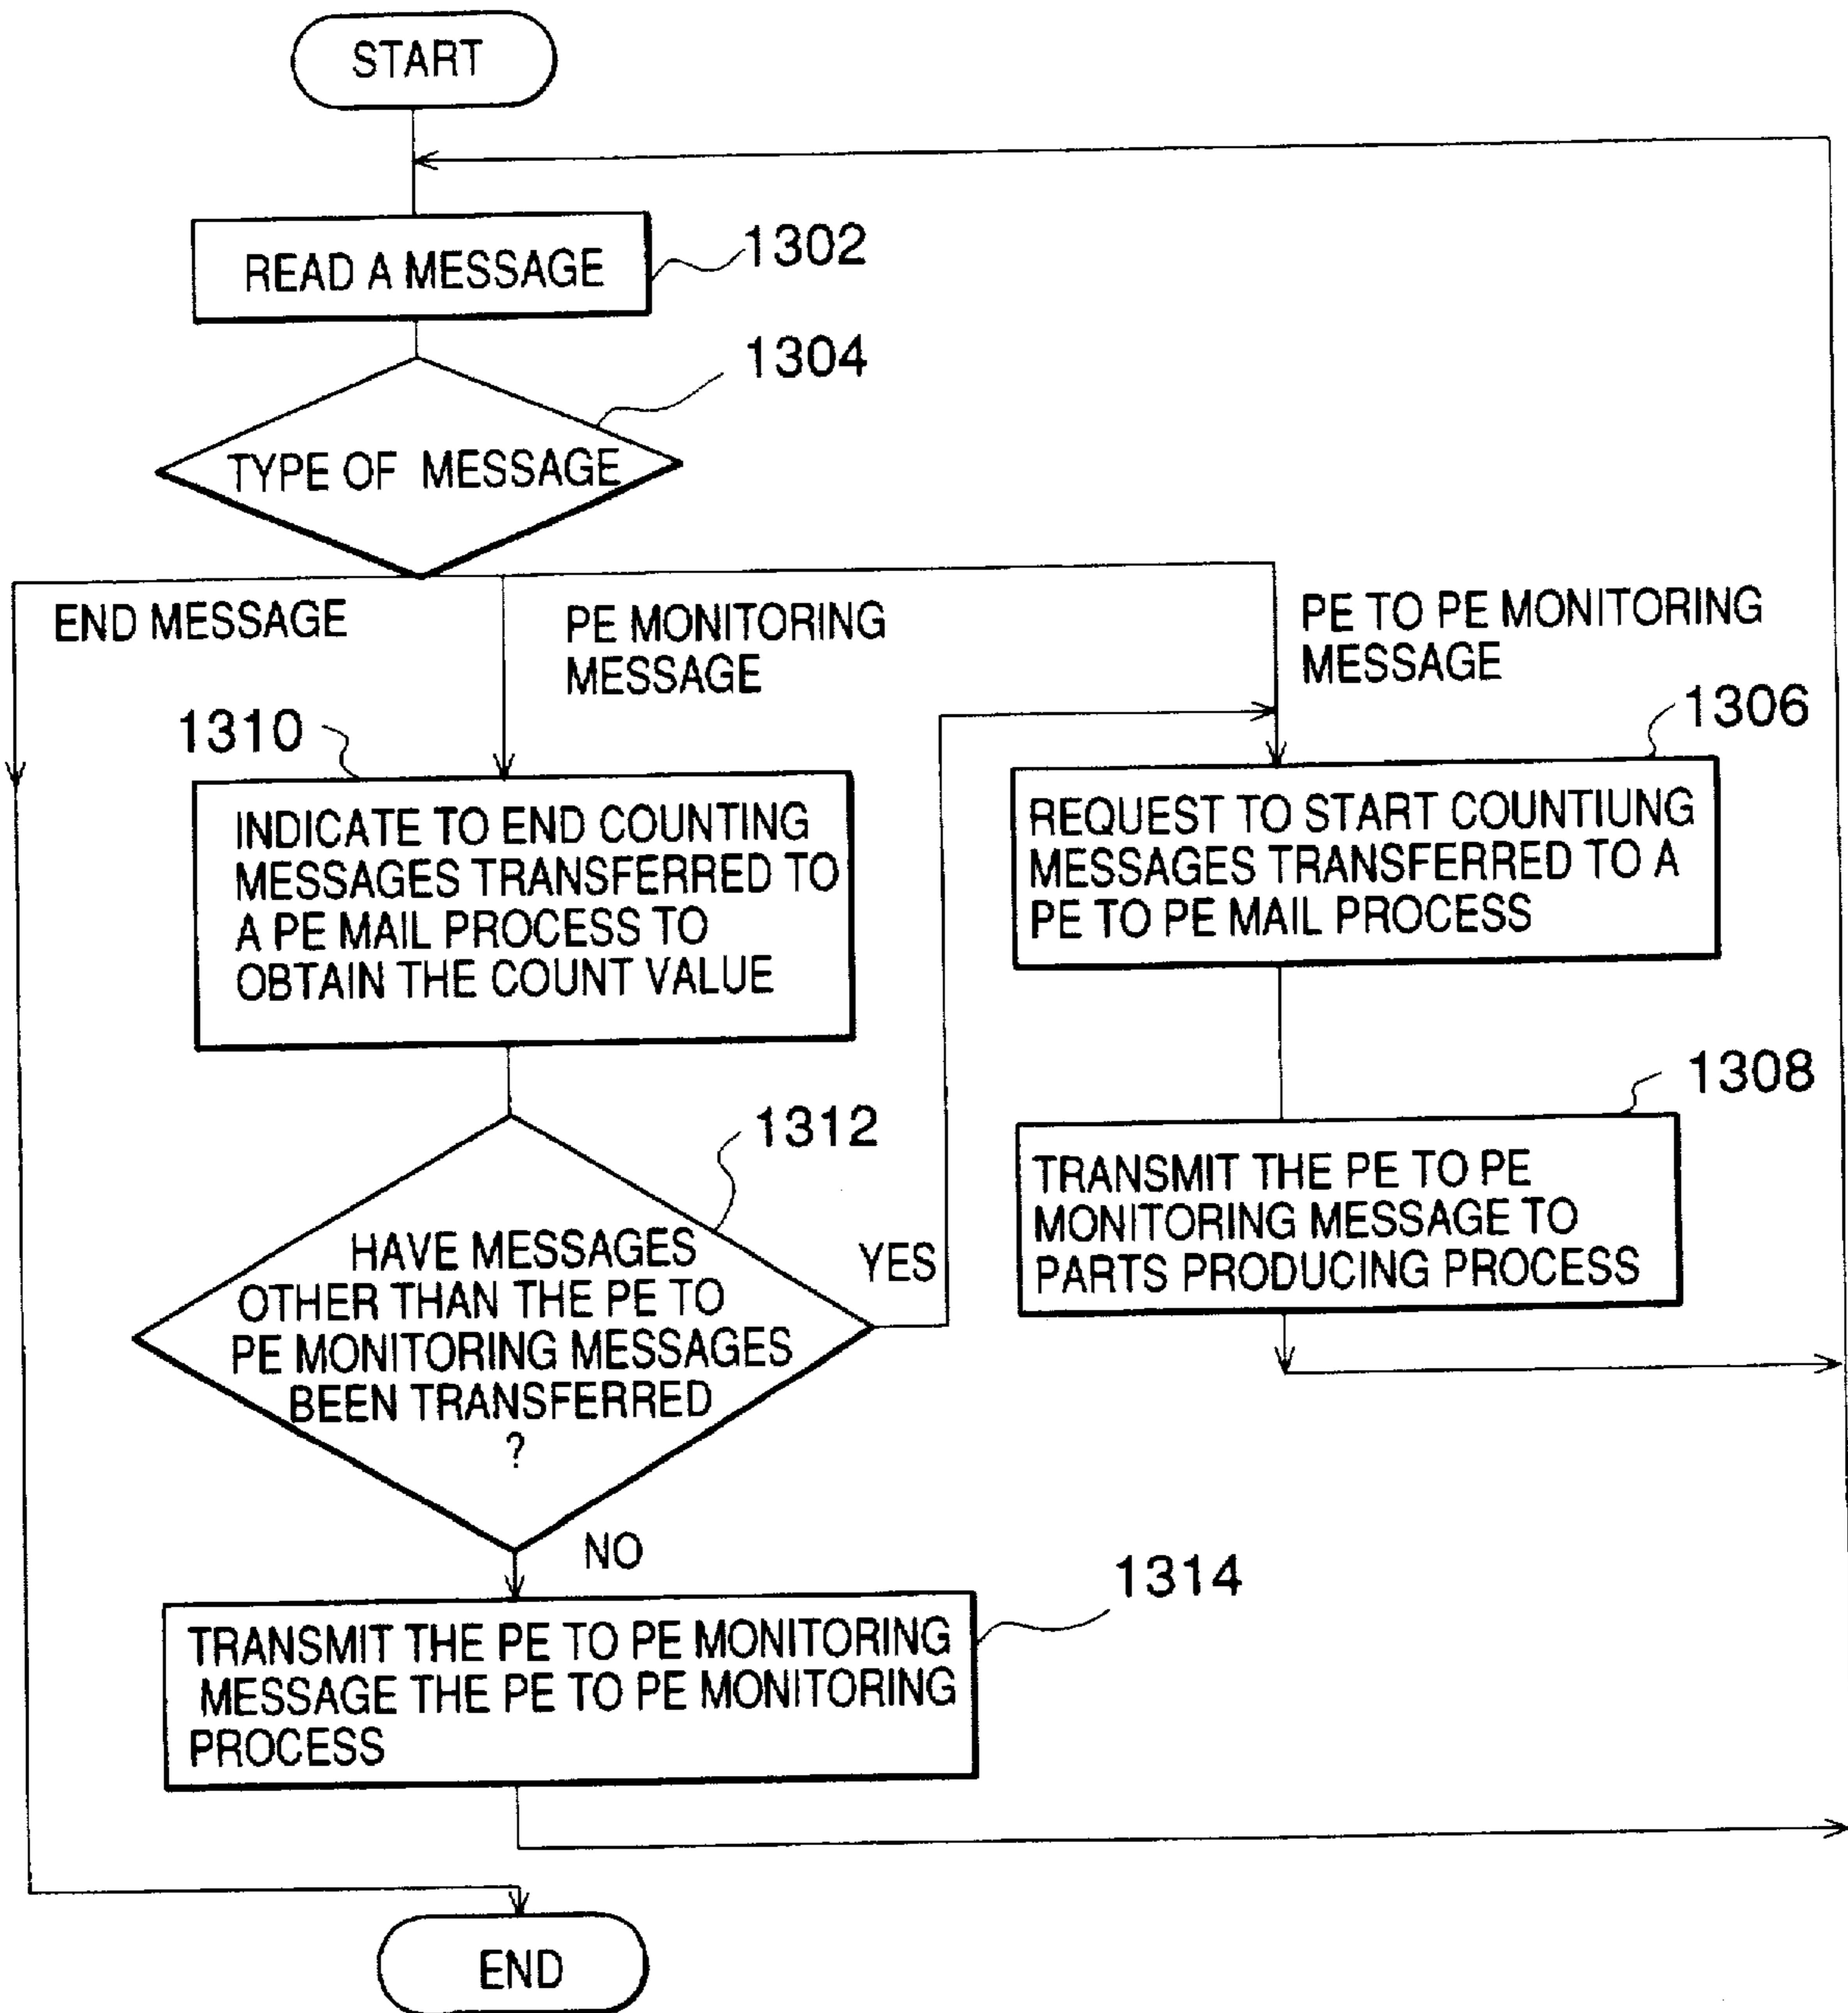 START
READ A MESSAGE
1302
1304
TYPE OF MESSAGE
END MESSAGE
PE MONITORING
MESSAGE
PE TO PE MONITORING
MESSAGE
1310
INDICATE TO END COUNTING
MESSAGES TRANSFERRED TO
A PE MAIL PROCESS TO
OBTAIN THE COUNT VALUE
1306
REQUEST TO START COUNTIUNG
MESSAGES TRANSFERRED TO A
PE TO PE MAIL PROCESS
1308
TRANSMIT THE PE TO PE
MONITORING MESSAGE TO
PARTS PRODUCING PROCESS
1312
HAVE MESSAGES
OTHER THAN THE PE TO
PE MONITORING MESSAGES
BEEN TRANSFERRED
?
YES
NO
1314
TRANSMIT THE PE TO PE MONITORING
MESSAGE THE PE TO PE MONITORING
PROCESS
END